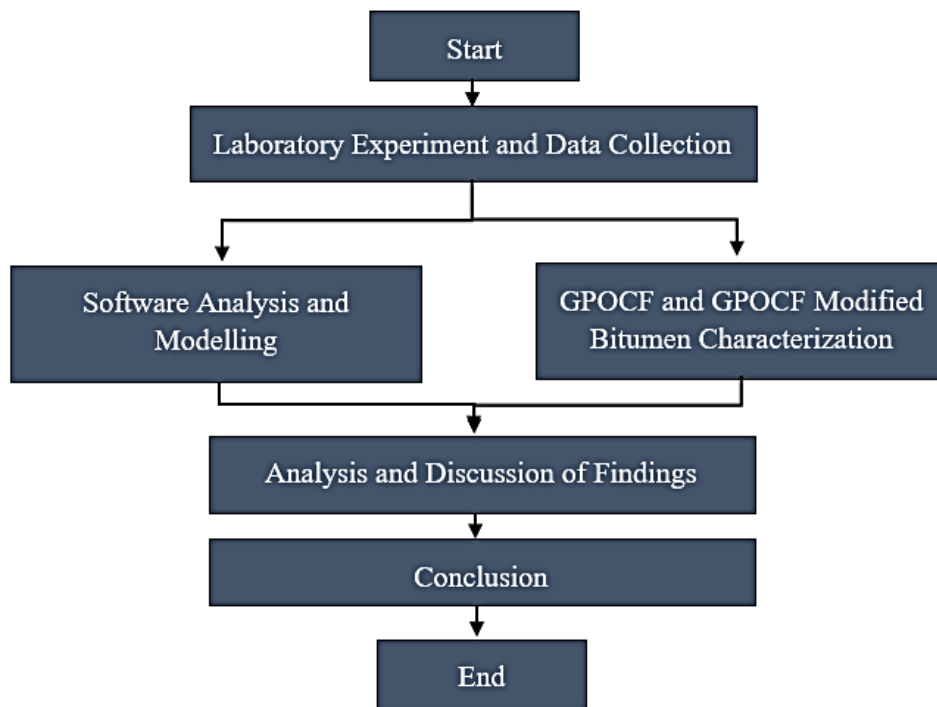 Start
Laboratory Experiment and Data Collection
Software Analysis and
Modelling
GPOCF and GPOCF Modified
Bitumen Characterization
Analysis and Discussion of Findings
Conclusion
End